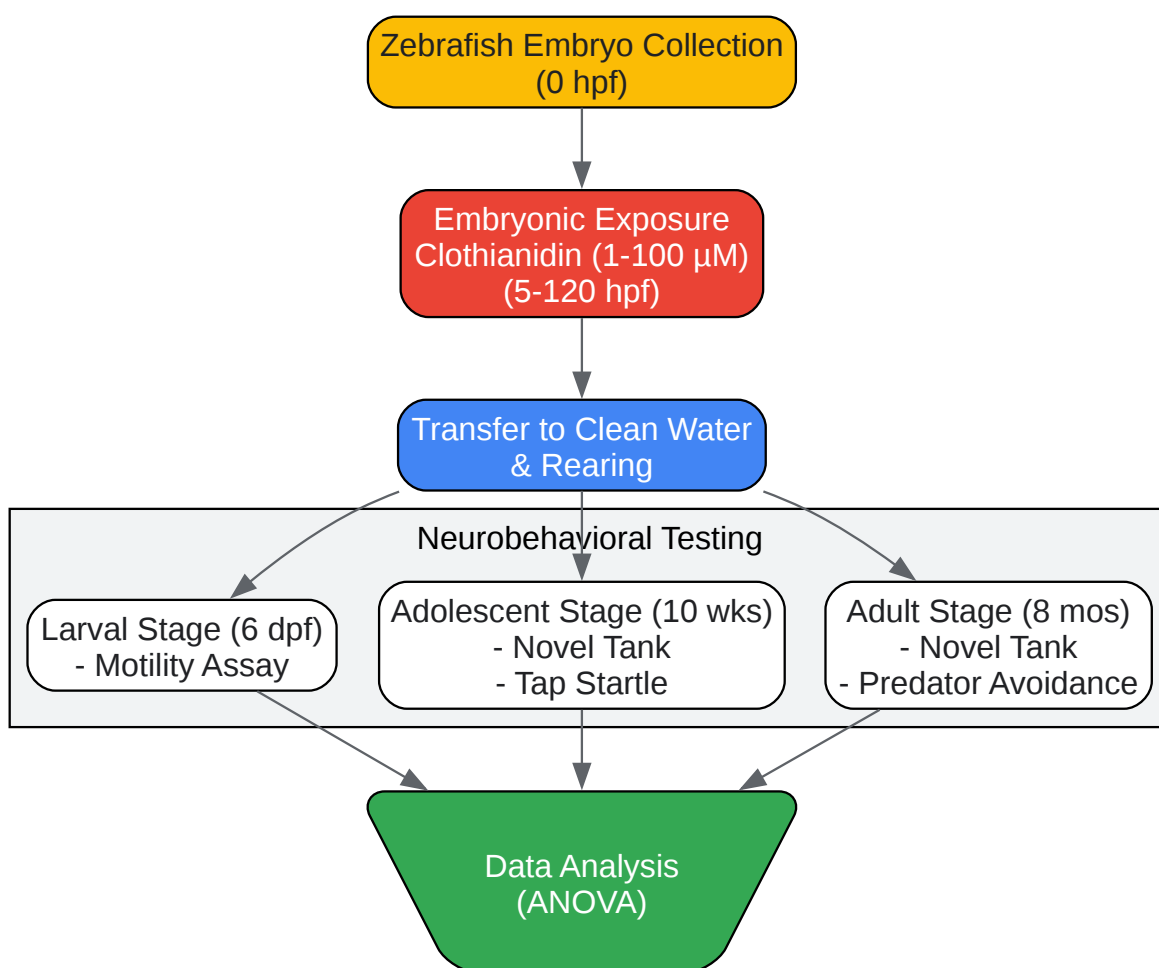 Zebrafish Embryo Collection
(0 hpf)
Embryonic Exposure
Clothianidin (1-100 µM)
(5-120 hpf)
Transfer to Clean Water
& Rearing
Neurobehavioral Testing
Larval Stage (6 dpf)
- Motility Assay
Adolescent Stage (10 wks)
- Novel Tank
- Tap Startle
Adult Stage (8 mos)
- Novel Tank
- Predator Avoidance
Data Analysis
(ANOVA)